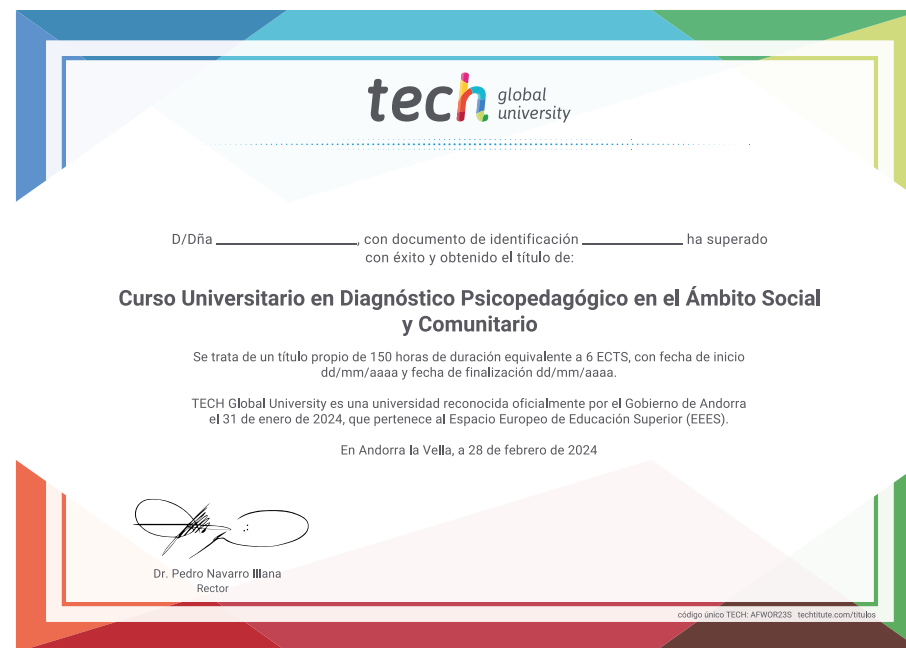 tech global university
D/Dña ________________, con documento de identificación ____________ ha superado
con éxito y obtenido el título de:
Curso Universitario en Diagnóstico Psicopedagógico en el Ámbito Social
y Comunitario
Se trata de un título propio de 150 horas de duración equivalente a 6 ECTS, con fecha de inicio
dd/mm/aaaa y fecha de finalización dd/mm/aaaa.
TECH Global University es una universidad reconocida oficialmente por el Gobierno de Andorra
el 31 de enero de 2024, que pertenece al Espacio Europeo de Educación Superior (EEES).
En Andorra la Vella, a 28 de febrero de 2024
Dr. Pedro Navarro Illana
Rector
código único TECH: AFWOR23S techtitute.com/titulos